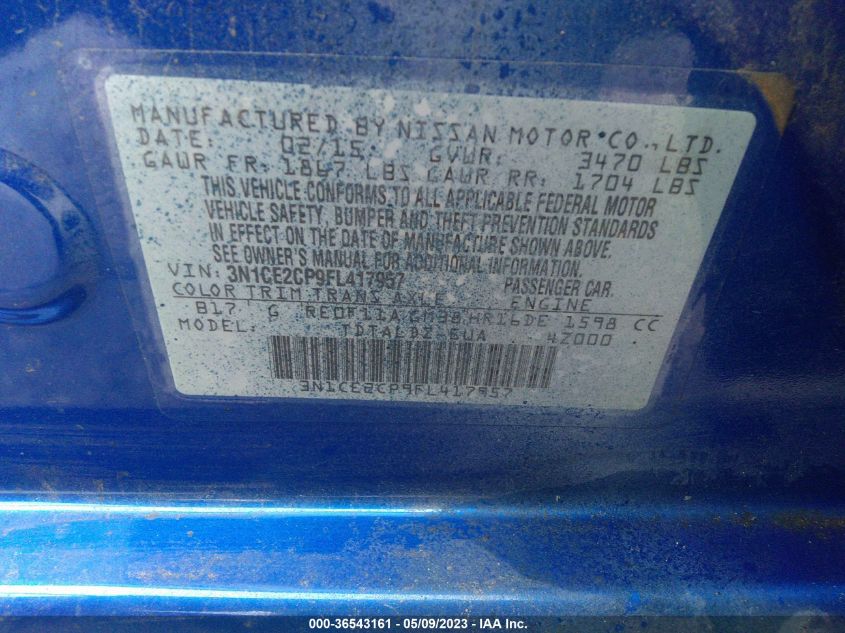 MANUFACTURED BY NISSAN MOTOR CO., LTD.
DATE: 02/15 GVWR: 3470 LBS
GAWR FR: 1867 LBS GAWR RR: 1704 LBS
THIS VEHICLE CONFORMS TO ALL APPLICABLE FEDERAL MOTOR
VEHICLE SAFETY, BUMPER AND THEFT PREVENTION STANDARDS
IN EFFECT ON THE DATE OF MANUFACTURE SHOWN ABOVE.
SEE OWNER'S MANUAL FOR ADDITIONAL INFORMATION
VIN: 3N1CE2CP9FL417957 PASSENGER CAR.
COLOR TRIM TRANS AXLE ENGINE
B17 G RE0F11A HR16DE 1598 CC
MODEL: 4Z000
3N1CE2CP9FL417957
000-36543161 - 05/09/2023 - IAA Inc.